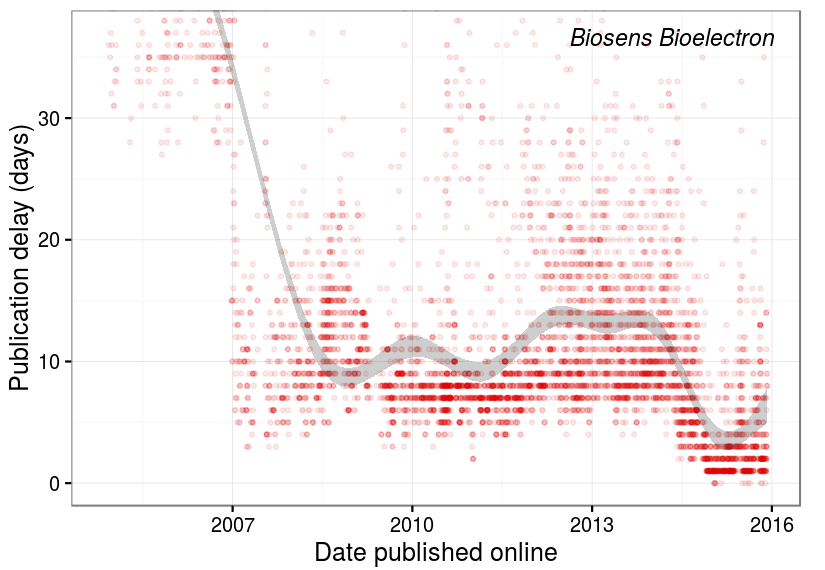 Biosens Bioelectron
Publication delay (days)
30
20
10
0
2007 2010 2013 2016
Date published online